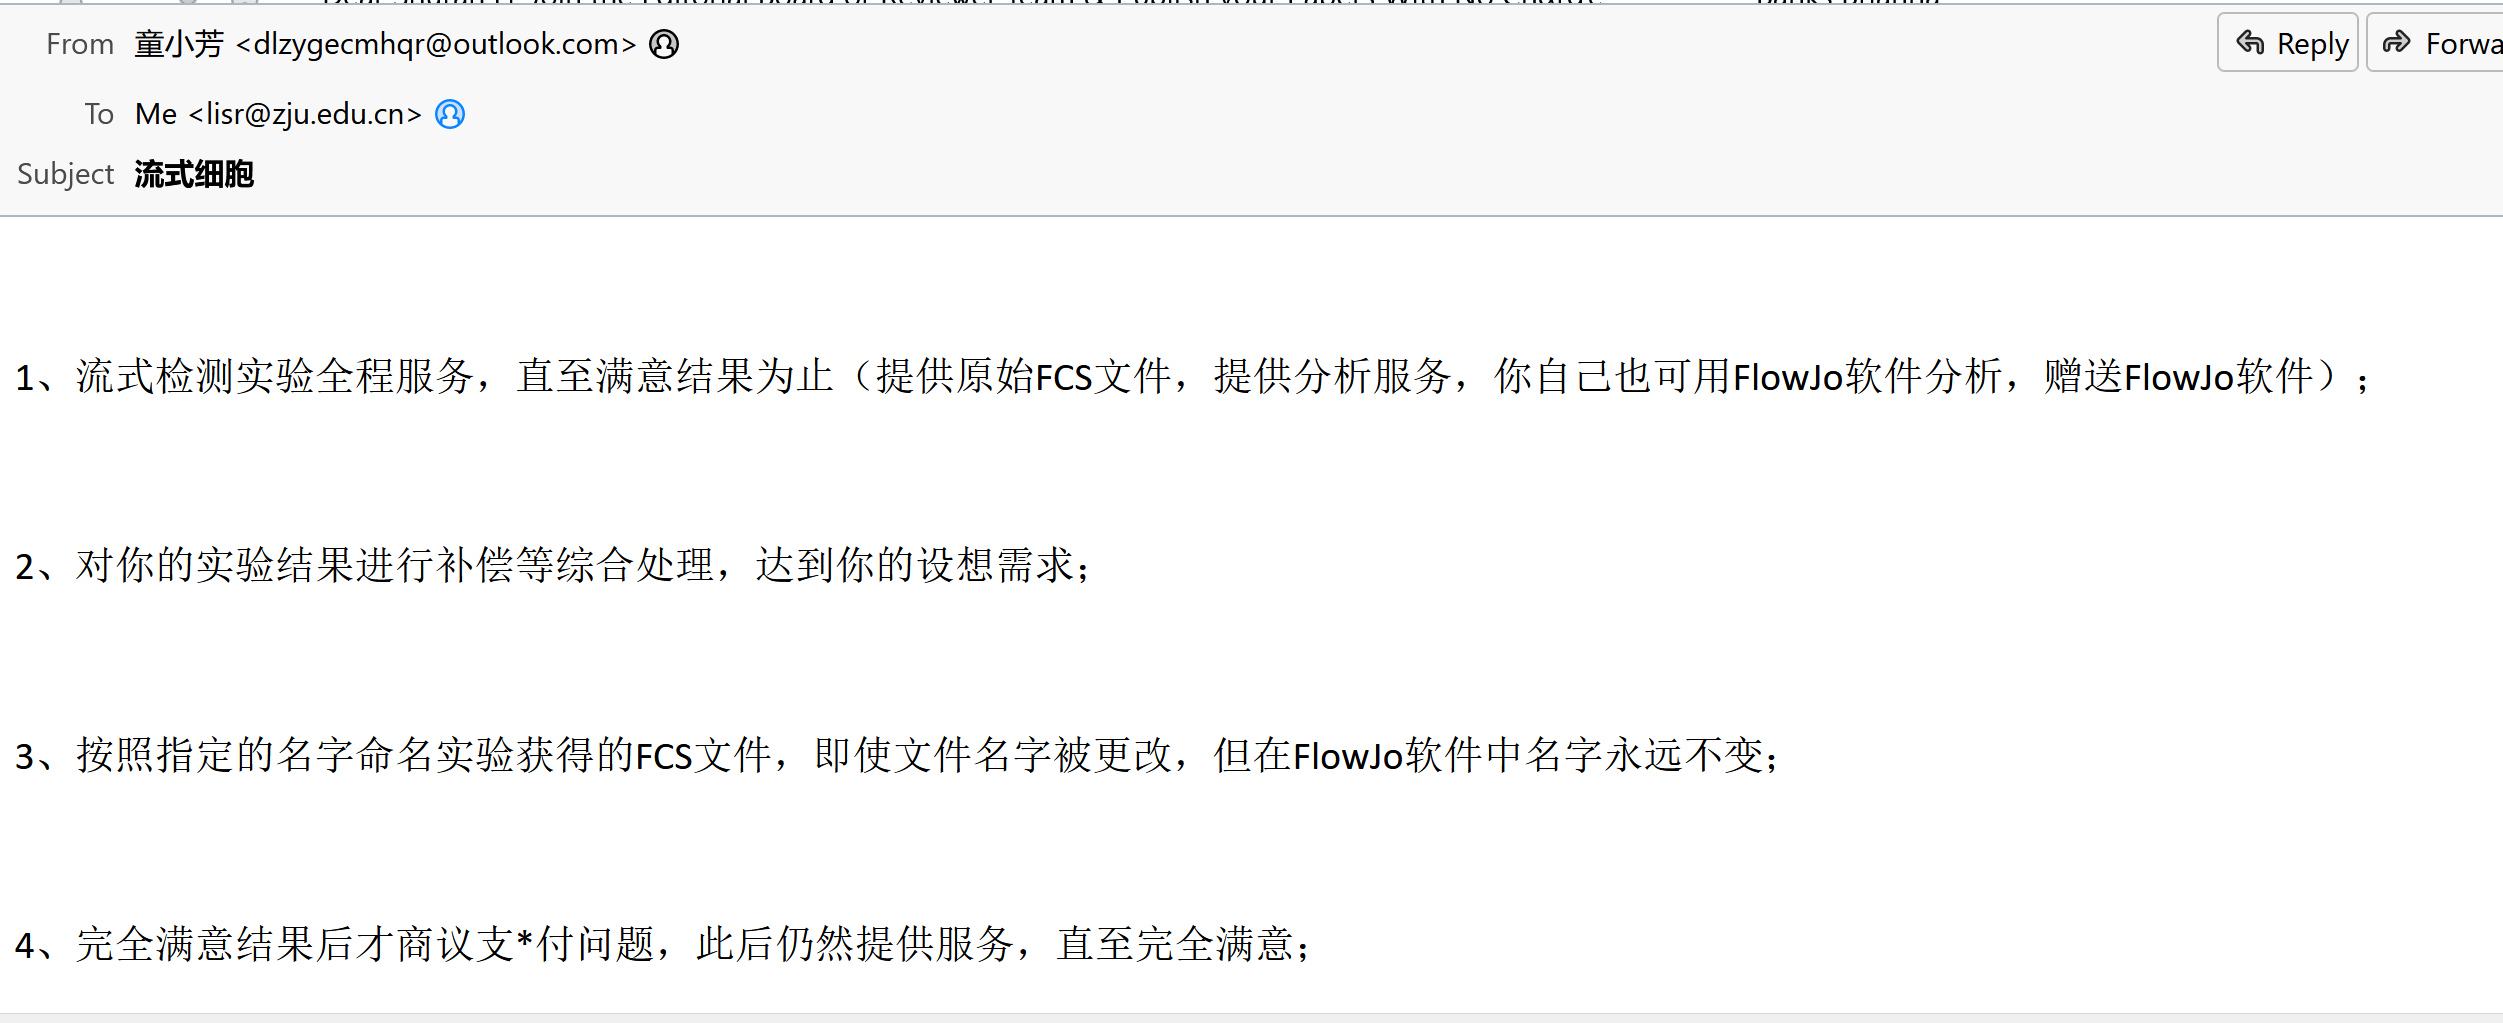 From 童小芳 <dlzygecmhqr@outlook.com>
Reply
Forwa
To Me <lisr@zju.edu.cn>
Subject 流式细胞
1、流式检测实验全程服务，直至满意结果为止（提供原始FCS文件，提供分析服务，你自己也可用FlowJo软件分析，赠送FlowJo软件）；
2、对你的实验结果进行补偿等综合处理，达到你的设想需求；
3、按照指定的名字命名实验获得的FCS文件，即使文件名字被更改，但在FlowJo软件中名字永远不变；
4、完全满意结果后才商议支*付问题，此后仍然提供服务，直至完全满意；